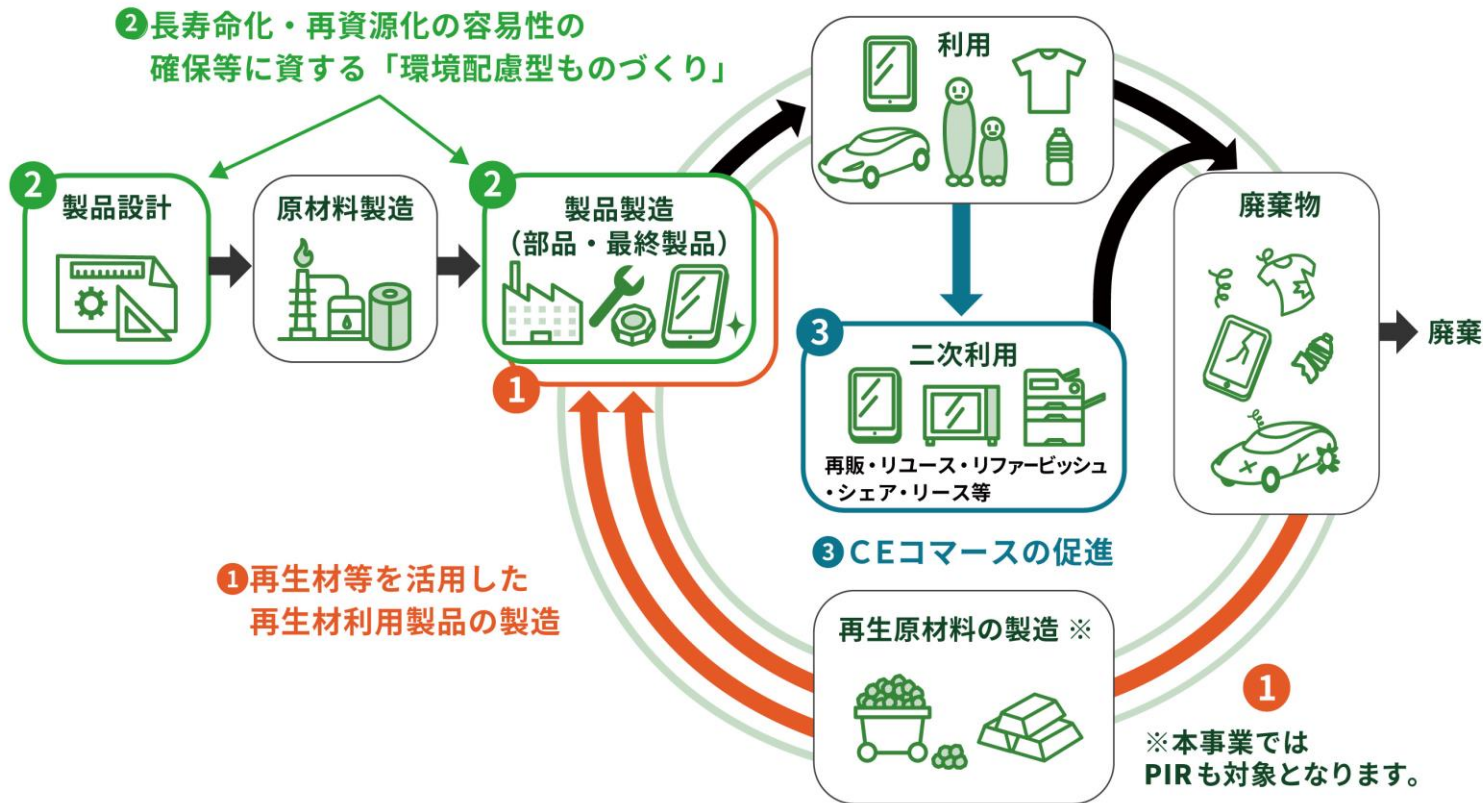 ❷長寿命化・再資源化の容易性の
確保等に資する「環境配慮型ものづくり」
利用
2
製品設計
原材料製造
2
製品製造
(部品・最終製品)
1
廃棄物
廃棄
3
二次利用
再販・リユース・リファービッシュ
・シェア・リース等
❸CEコマースの促進
❶再生材等を活用した
再生材利用製品の製造
再生原材料の製造 ※
1
※本事業では
PIRも対象となります。